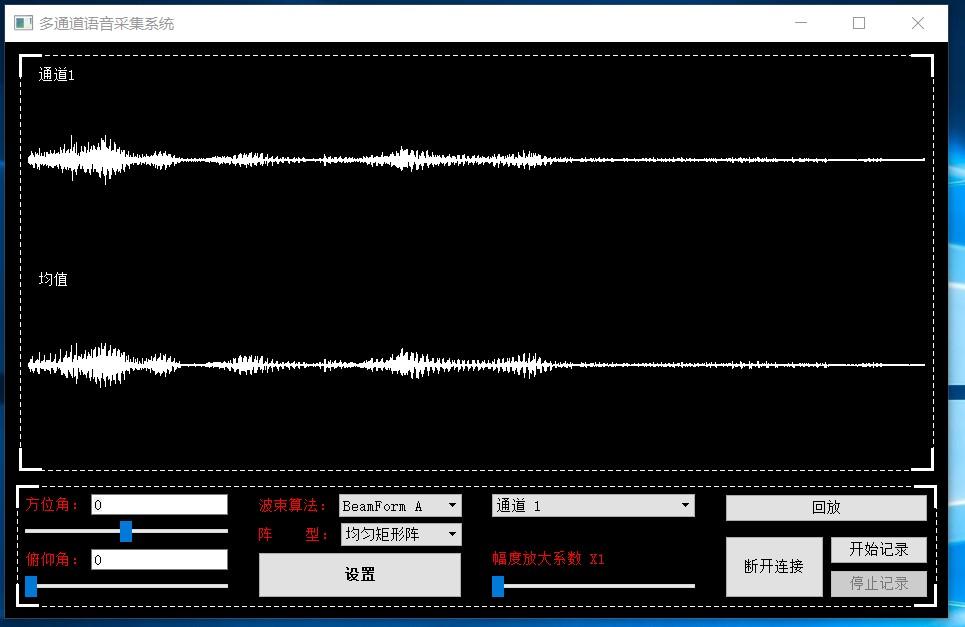 多通道语音采集系统
通道1
均值
方位角: 0
俯仰角: 0
波束算法: BeamForm A
阵 型: 均匀矩形阵
设置
通道 1
幅度放大系数 X1
回放
断开连接
开始记录
停止记录